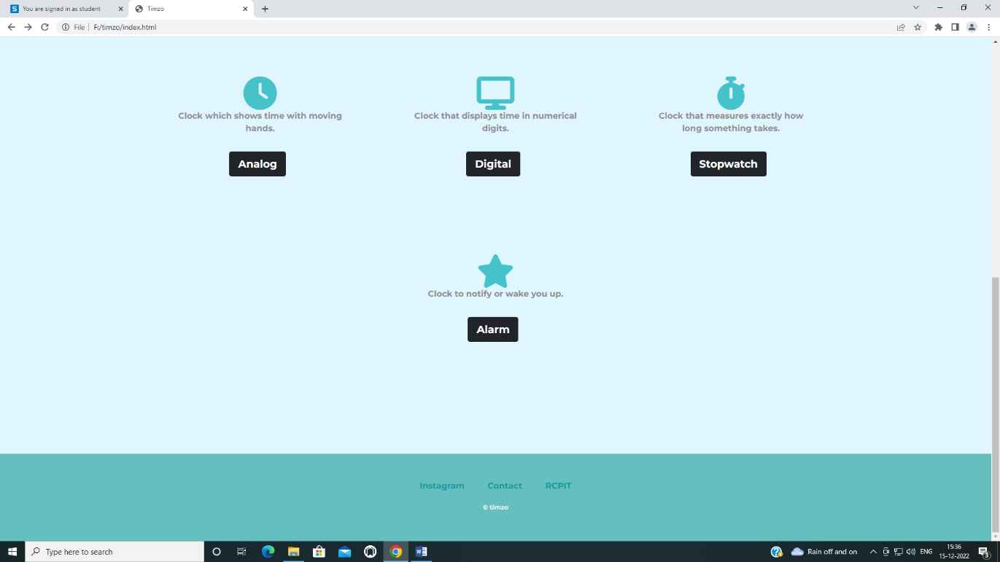 S You are signed in as student
Timzo
File F:/timzo/index.html
Clock which shows time with moving
hands.
Analog
Clock that displays time in numerical
digits.
Digital
Clock that measures exactly how
long something takes.
Stopwatch
Clock to notify or wake you up.
Alarm
Instagram Contact RCPIT
© timzo
Type here to search
Rain off and on
ENG
15:36
15-12-2022
3